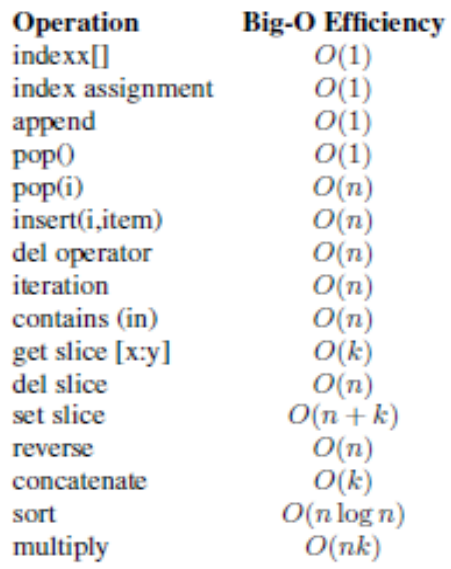 Operation Big-O Efficiency
indexx[] O(1)
index assignment O(1)
append O(1)
pop() O(1)
pop(i) O(n)
insert(i,item) O(n)
del operator O(n)
iteration O(n)
contains (in) O(n)
get slice [x:y] O(k)
del slice O(n)
set slice O(n + k)
reverse O(n)
concatenate O(k)
sort O(n log n)
multiply O(nk)